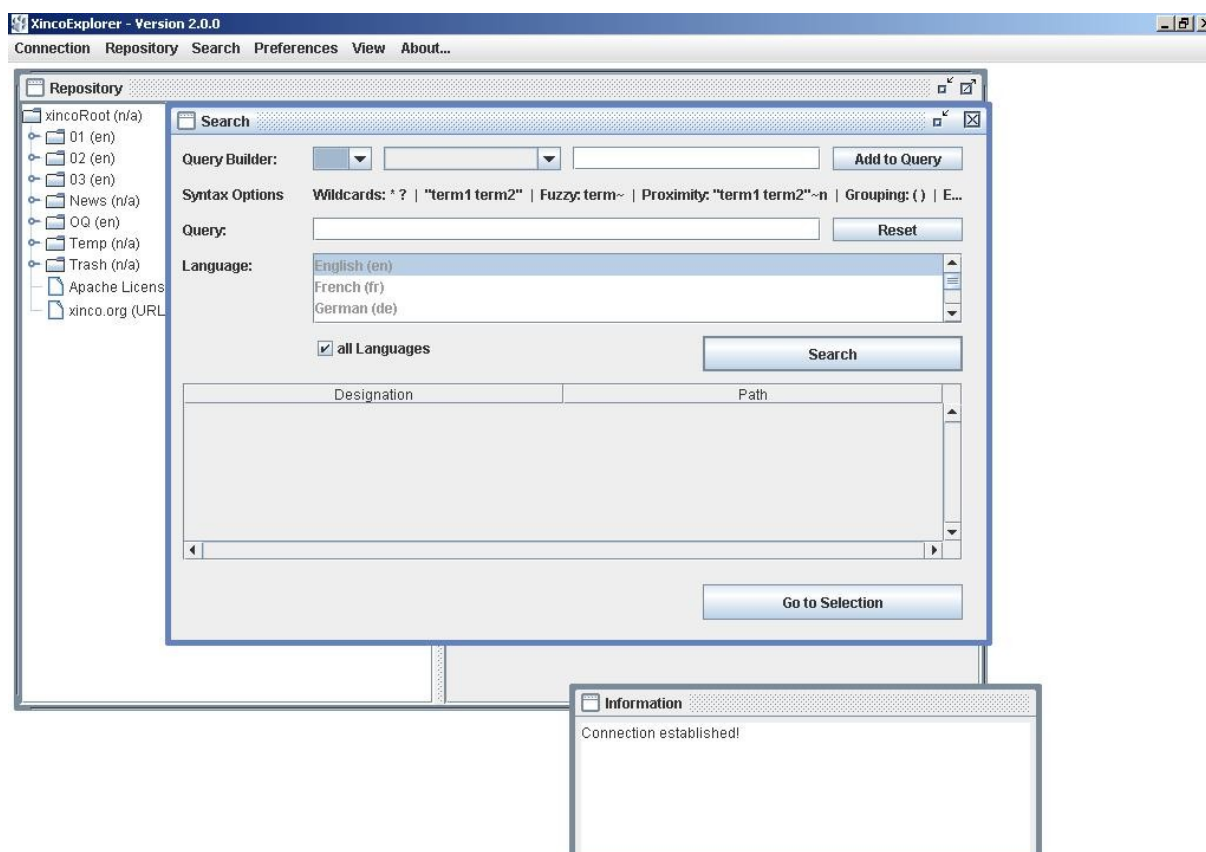 XincoExplorer - Version 2.0.0
Connection Repository Search Preferences View About...
Repository
xincoRoot (n/a)
01 (en)
02 (en)
03 (en)
News (n/a)
OQ (en)
Temp (n/a)
Trash (n/a)
Apache Licens
xinco.org (URL
Search
Query Builder: Add to Query
Syntax Options Wildcards: * ? | "term1 term2" | Fuzzy: term~ | Proximity: "term1 term2"~n | Grouping: ( ) | E...
Query: Reset
Language: English (en)
French (fr)
German (de)
all Languages Search
Designation Path
Go to Selection
Information
Connection established!